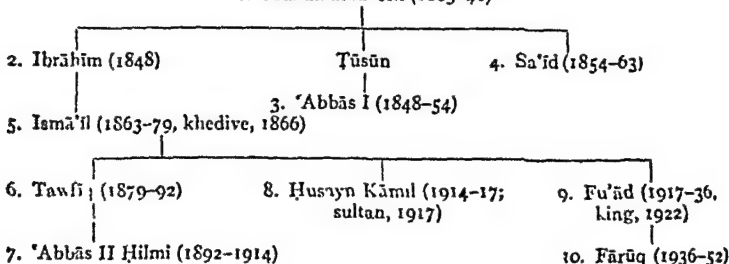 2. Ibrāhīm (1848) Ṭūsūn 4. Sa'īd (1854–63)
3. 'Abbās I (1848–54)
5. Ismā'īl (1863–79, khedive, 1866)
6. Tawfīq (1879–92) 8. Ḥusayn Kāmil (1914–17; 9. Fu'ād (1917–36,
sultan, 1917) king, 1922)
7. 'Abbās II Ḥilmi (1892–1914) 10. Fārūq (1936–52)